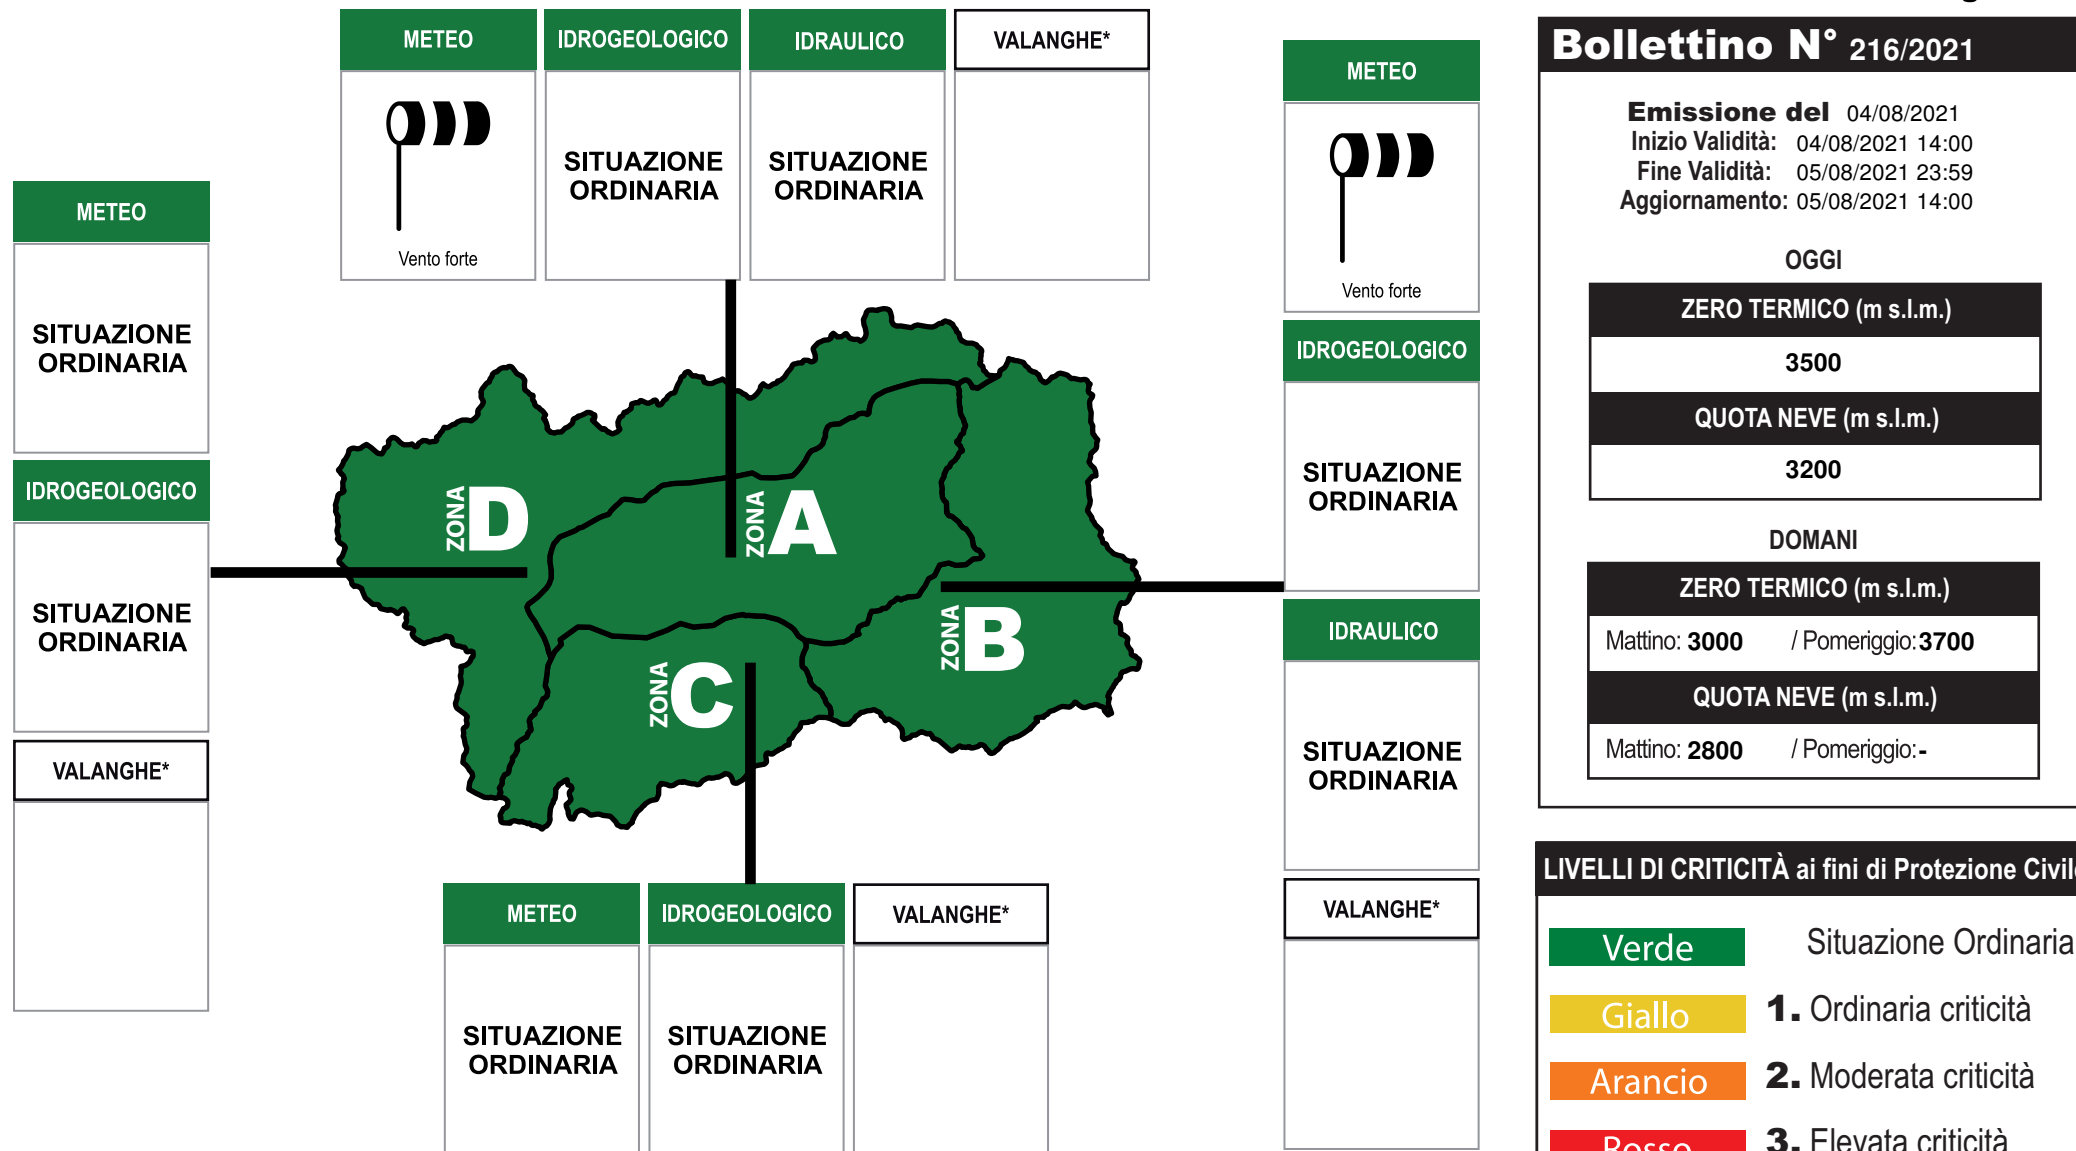 METEO
IDROGEOLOGICO
IDRAULICO
VALANGHE*
Vento forte
SITUAZIONE
ORDINARIA
SITUAZIONE
ORDINARIA
METEO
SITUAZIONE
ORDINARIA
IDROGEOLOGICO
SITUAZIONE
ORDINARIA
VALANGHE*
ZONA D
ZONA A
ZONA B
ZONA C
METEO
Vento forte
IDROGEOLOGICO
SITUAZIONE
ORDINARIA
IDRAULICO
SITUAZIONE
ORDINARIA
VALANGHE*
METEO
IDROGEOLOGICO
VALANGHE*
SITUAZIONE
ORDINARIA
SITUAZIONE
ORDINARIA
Bollettino N° 216/2021
Emissione del 04/08/2021
Inizio Validità: 04/08/2021 14:00
Fine Validità: 05/08/2021 23:59
Aggiornamento: 05/08/2021 14:00
OGGI
ZERO TERMICO (m s.l.m.)
3500
QUOTA NEVE (m s.l.m.)
3200
DOMANI
ZERO TERMICO (m s.l.m.)
Mattino: 3000 / Pomeriggio: 3700
QUOTA NEVE (m s.l.m.)
Mattino: 2800 / Pomeriggio: -
LIVELLI DI CRITICITÀ ai fini di Protezione Civile
Verde Situazione Ordinaria
Giallo 1. Ordinaria criticità
Arancio 2. Moderata criticità
Rosso 3. Elevata criticità